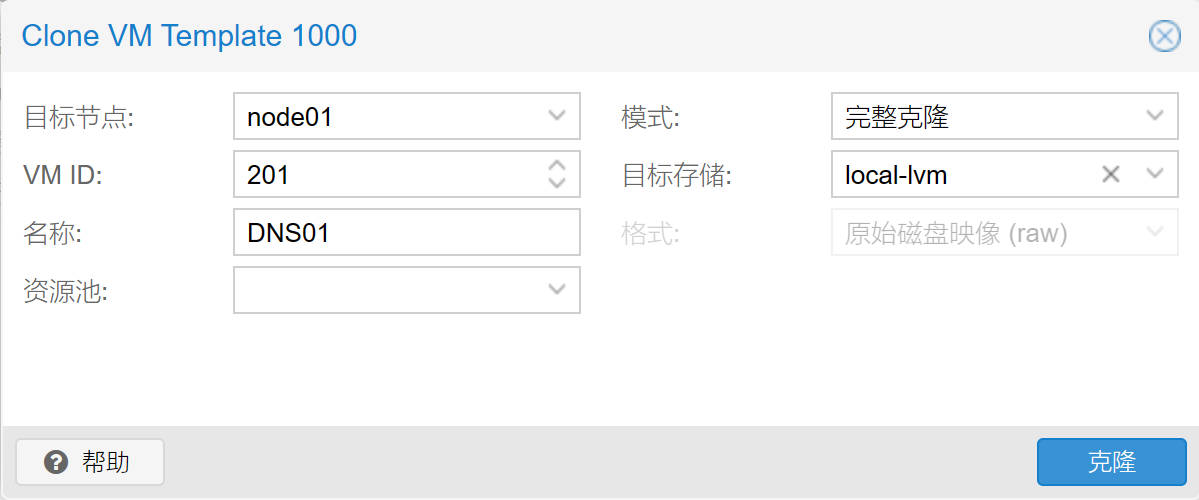 Clone VM Template 1000
目标节点: node01 模式: 完整克隆
VM ID: 201 目标存储: local-lvm
名称: DNS01 格式: 原始磁盘映像 (raw)
资源池:
帮助 克隆